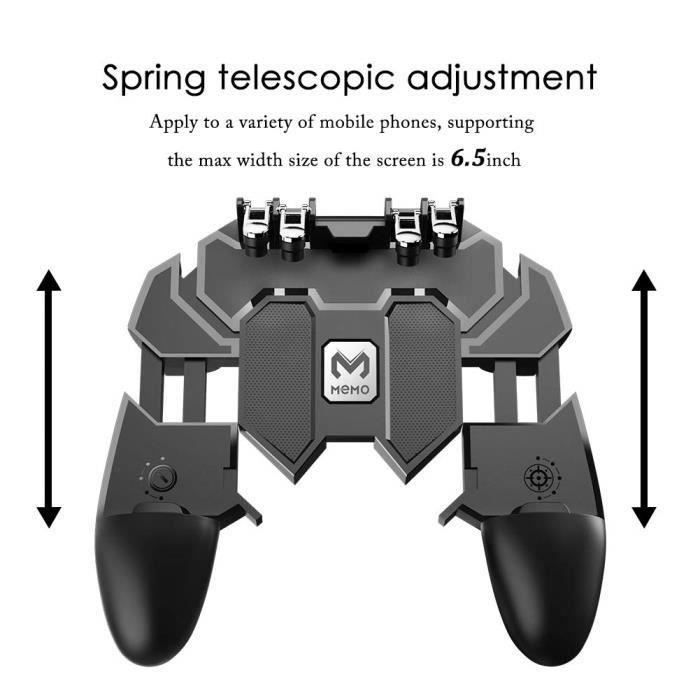 Spring telescopic adjustment
Apply to a variety of mobile phones, supporting
the max width size of the screen is 6.5inch
M
MeMO